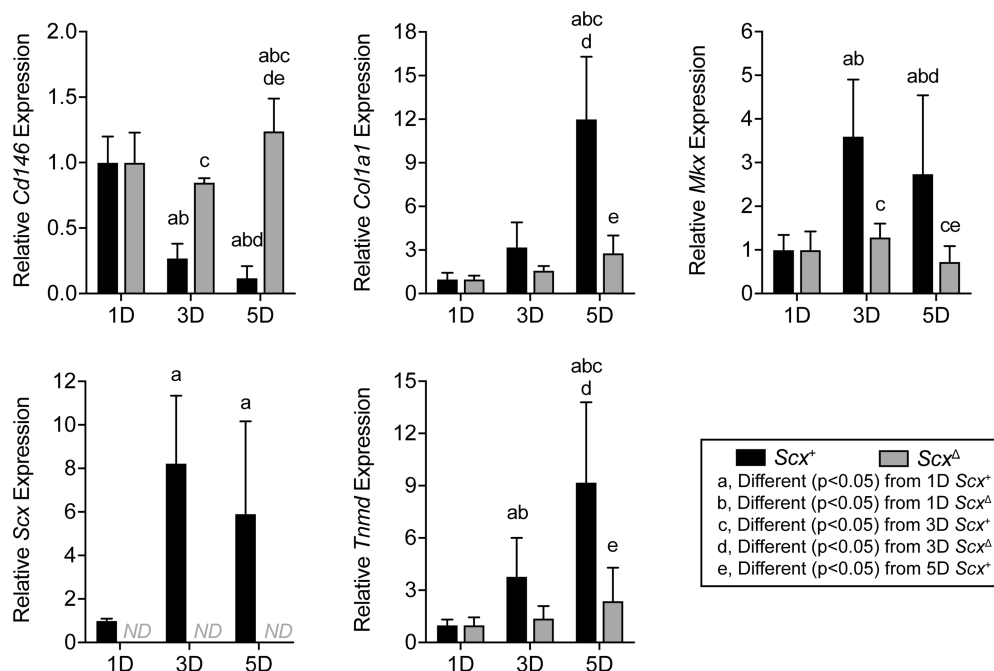 Relative Cd146 Expression
2.0
1.5
1.0
0.5
0.0
ab
c
abd
abc
de
1D
3D
5D
Relative Col1a1 Expression
18
15
12
9
6
3
0
abc
d
e
1D
3D
5D
Relative Mkx Expression
6
5
4
3
2
1
0
ab
c
abd
ce
1D
3D
5D
Relative Scx Expression
12
10
8
6
4
2
0
a
a
ND
ND
ND
1D
3D
5D
Relative Tnmd Expression
15
12
9
6
3
0
ab
abc
d
e
1D
3D
5D
Scx⁺ Scx^Δ
a, Different (p<0.05) from 1D Scx⁺
b, Different (p<0.05) from 1D Scx^Δ
c, Different (p<0.05) from 3D Scx⁺
d, Different (p<0.05) from 3D Scx^Δ
e, Different (p<0.05) from 5D Scx⁺